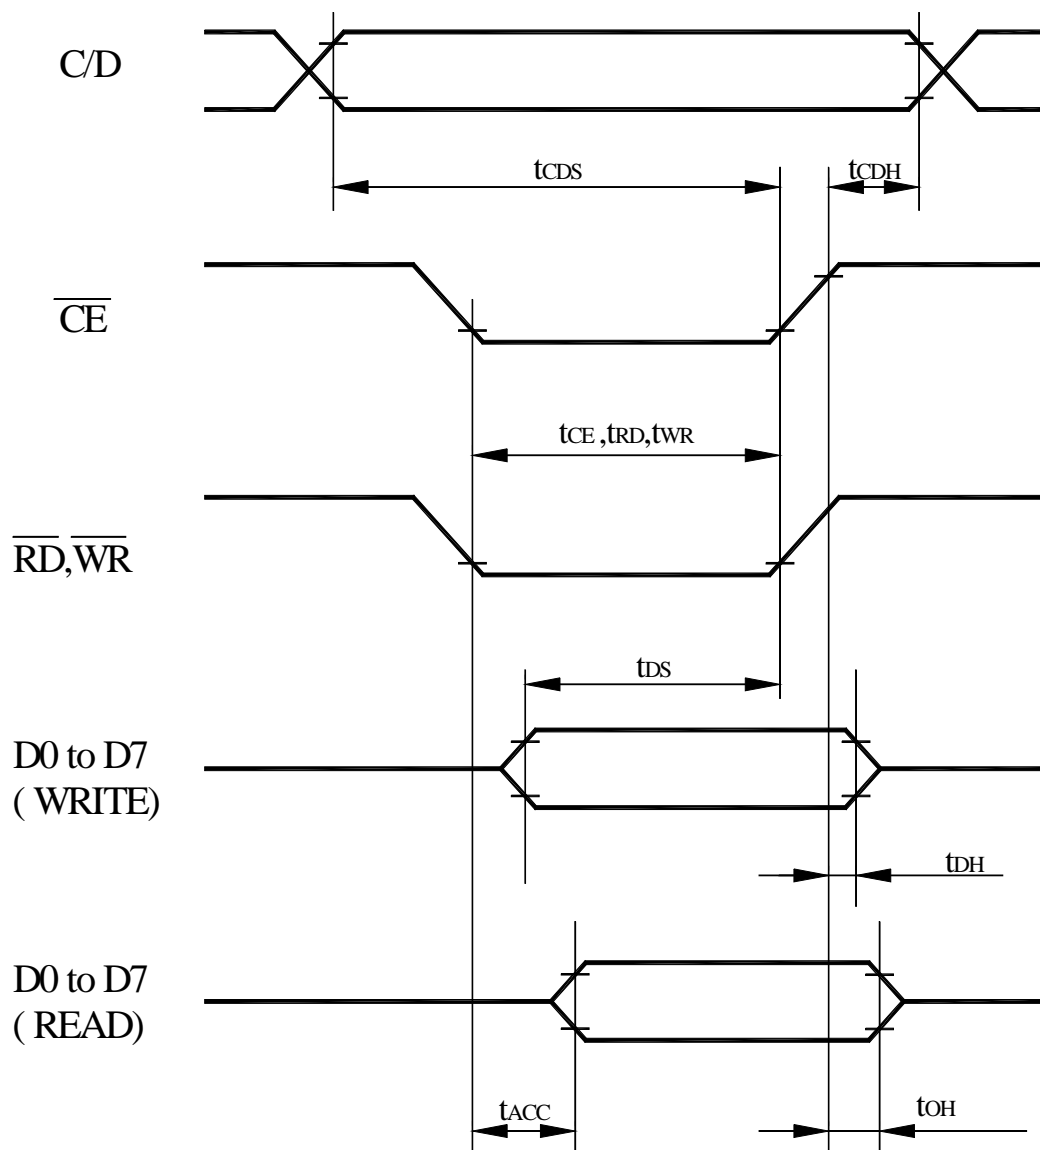 C/D
tCDS
tCDH
CE
tCE ,tRD,tWR
RD,WR
tDS
D0 to D7
( WRITE)
tDH
D0 to D7
( READ)
tACC
tOH